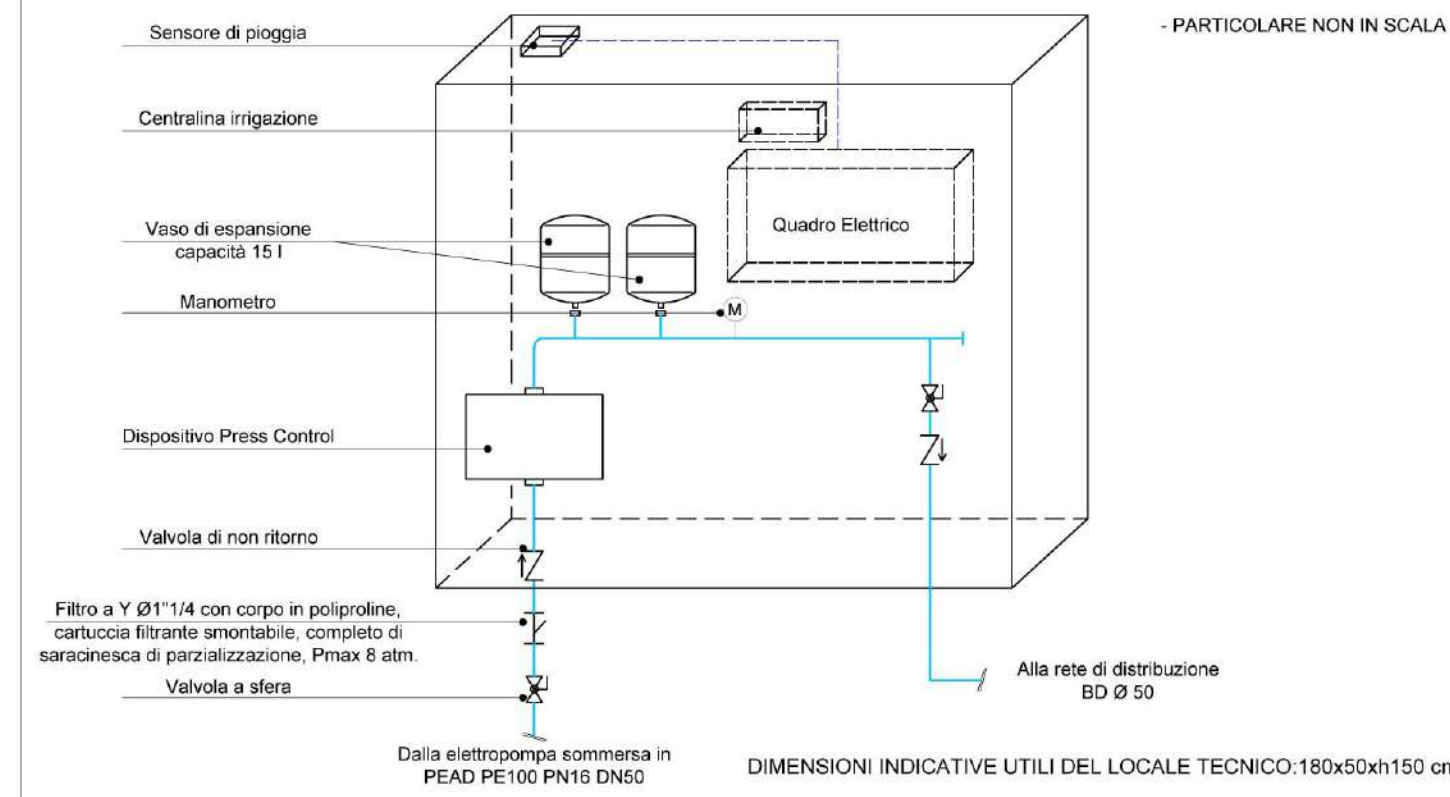 - PARTICOLARE NON IN SCALA
Sensore di pioggia
Centralina irrigazione
Quadro Elettrico
Vaso di espansione
capacità 15 l
Manometro
M
Dispositivo Press Control
Valvola di non ritorno
Filtro a Y Ø1"1/4 con corpo in poliproline,
cartuccia filtrante smontabile, completo di
saracinesca di parzializzazione, Pmax 8 atm.
Valvola a sfera
Alla rete di distribuzione
BD Ø 50
Dalla elettropompa sommersa in
PEAD PE100 PN16 DN50
DIMENSIONI INDICATIVE UTILI DEL LOCALE TECNICO:180x50xh150 cm